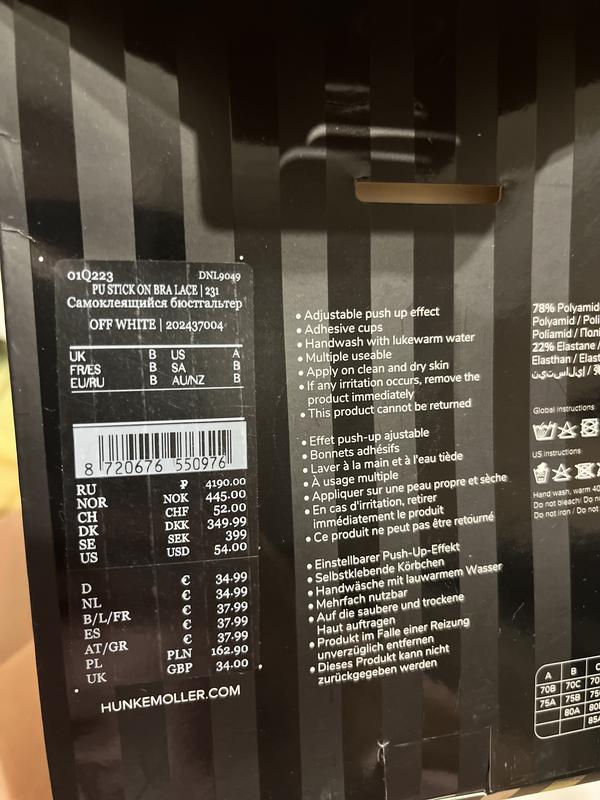 01Q223 DNL9049
PU STICK ON BRA LACE | 231
Самоклеящийся бюстгальтер
OFF WHITE | 202437004
UK B US A
FR/ES B SA B
EU/RU B AU/NZ B
8 720676 550976
RU ₽ 4190.00
NOR NOK 445.00
CH CHF 52.00
DK DKK 349.99
SE SEK 399
US USD 54.00
D € 34.99
NL € 34.99
B/L/FR € 37.99
ES € 37.99
AT/GR € 37.99
PL PLN 162.90
UK GBP 34.00
HUNKEMOLLER.COM
• Adjustable push up effect
• Adhesive cups
• Handwash with lukewarm water
• Multiple useable
• Apply on clean and dry skin
• If any irritation occurs, remove the
product immediately
• This product cannot be returned
• Effet push-up ajustable
• Bonnets adhésifs
• Laver à la main et à l'eau tiède
• À usage multiple
• Appliquer sur une peau propre et sèche
• En cas d'irritation, retirer
immédiatement le produit
• Ce produit ne peut pas être retourné
• Einstellbarer Push-Up-Effekt
• Selbstklebende Körbchen
• Handwäsche mit lauwarmem Wasser
• Mehrfach nutzbar
• Auf die saubere und trockene
Haut auftragen
• Produkt im Falle einer Reizung
unverzüglich entfernen
• Dieses Produkt kann nicht
zurückgegeben werden
78% Polyamid
Polyamid / Poli
Poliamid / Полі
22% Elastane /
Elasthan / Elast
Global instructions
US instructions
Hand wash, warm 40
Do not bleach/ Do no
Do not iron / Do not
A B C
70B 70C 70
75A 75B 75
80A 80
85A